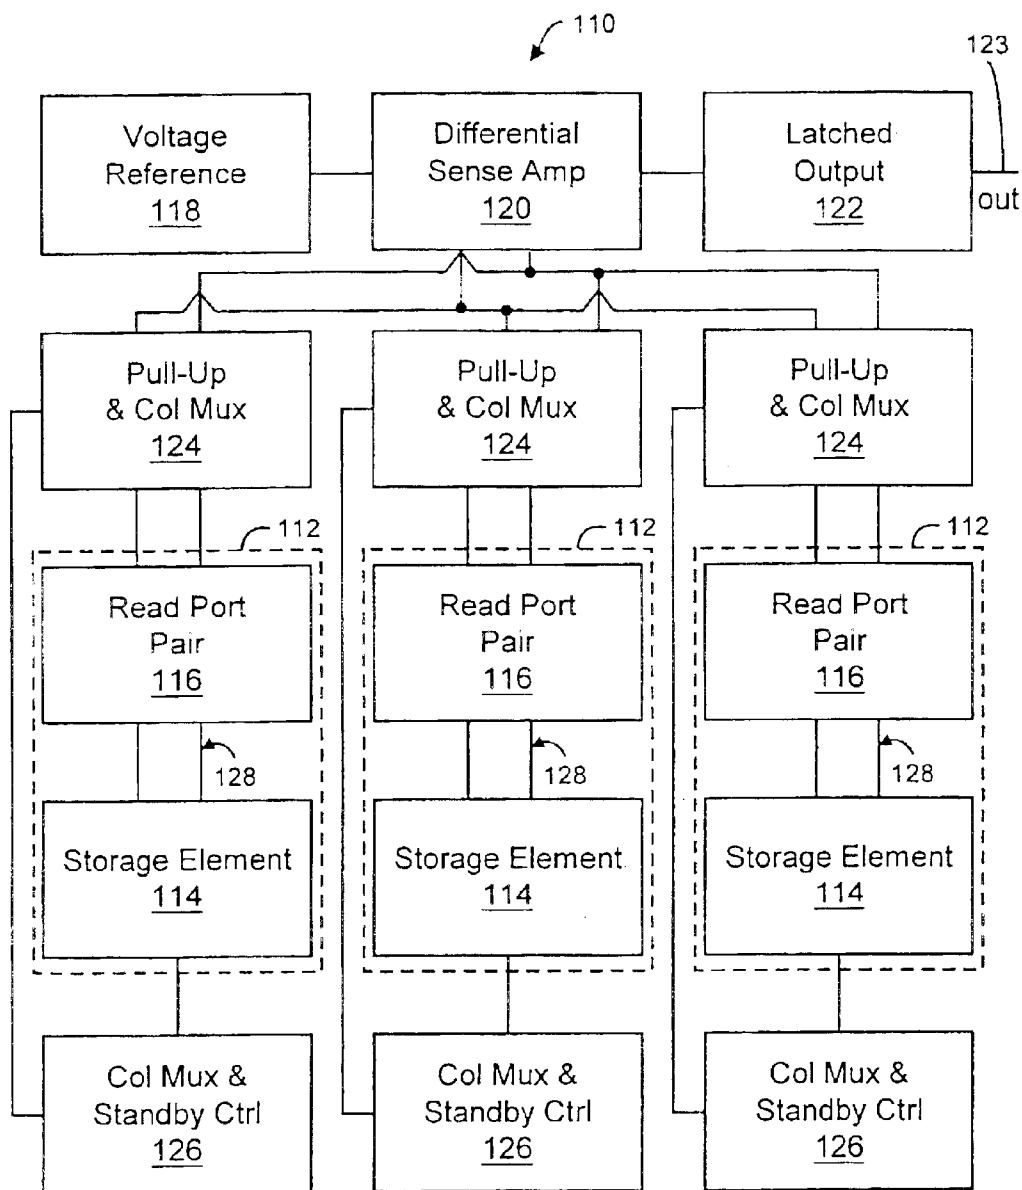 110
123
Voltage
Reference
118
Differential
Sense Amp
120
Latched
Output
122
out
Pull-Up
& Col Mux
124
Pull-Up
& Col Mux
124
Pull-Up
& Col Mux
124
112
112
112
Read Port
Pair
116
Read Port
Pair
116
Read Port
Pair
116
128
128
128
Storage Element
114
Storage Element
114
Storage Element
114
Col Mux &
Standby Ctrl
126
Col Mux &
Standby Ctrl
126
Col Mux &
Standby Ctrl
126